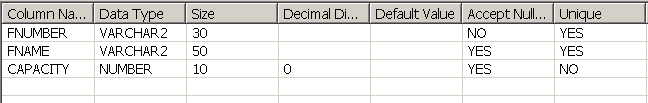 Column Na... Data Type Size Decimal Di... Default Value Accept Null... Unique
FNUMBER VARCHAR2 30 NO YES
FNAME VARCHAR2 50 YES YES
CAPACITY NUMBER 10 0 YES NO